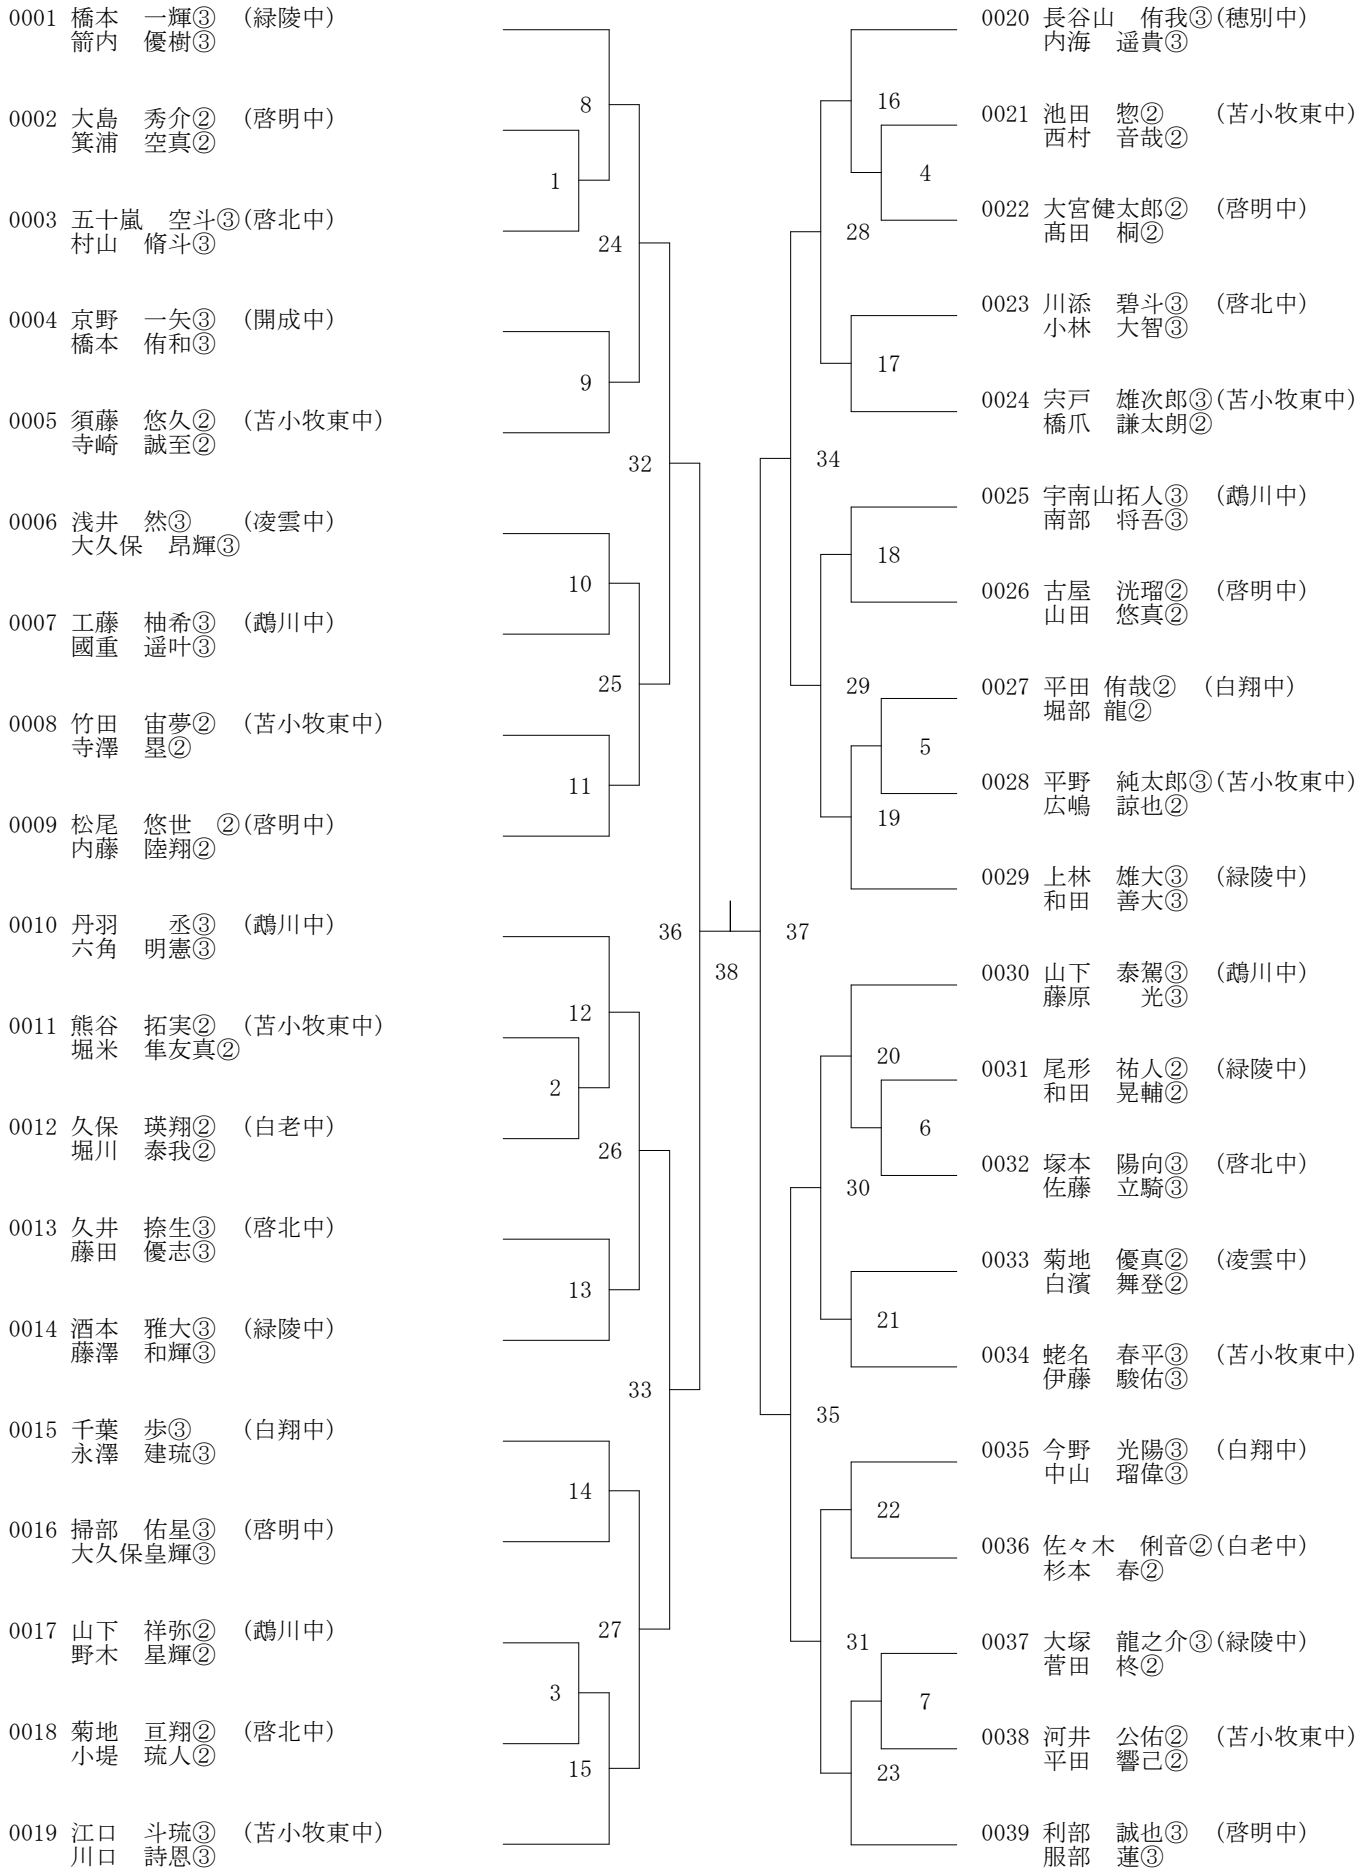 0001 橋本　一輝③ (緑陵中)
箭内　優樹③
8
0002 大島　秀介② (啓明中)
箕浦　空真②
1
0003 五十嵐　空斗③(啓北中)
村山　脩斗③
24
0004 京野　一矢③ (開成中)
橋本　侑和③
9
0005 須藤　悠久② (苫小牧東中)
寺崎　誠至②
32
0006 浅井　然③ (凌雲中)
大久保　昂輝③
10
0007 工藤　柚希③ (鵡川中)
國重　遥叶③
25
0008 竹田　宙夢② (苫小牧東中)
寺澤　塁②
11
0009 松尾　悠世　②(啓明中)
内藤　陸翔②
0010 丹羽　　丞③ (鵡川中)
六角　明憲③
36
12
0011 熊谷　拓実② (苫小牧東中)
堀米　隼友真②
2
0012 久保　瑛翔② (白老中)
堀川　泰我②
26
0013 久井　捺生③ (啓北中)
藤田　優志③
13
0014 酒本　雅大③ (緑陵中)
藤澤　和輝③
33
0015 千葉　歩③ (白翔中)
永澤　建琉③
14
0016 掃部　佑星③ (啓明中)
大久保皇輝③
27
0017 山下　祥弥② (鵡川中)
野木　星輝②
3
0018 菊地　亘翔② (啓北中)
小堤　琉人②
15
0019 江口　斗琉③ (苫小牧東中)
川口　詩恩③
38
0020 長谷山　侑我③(穂別中)
内海　遥貴③
16
0021 池田　惣② (苫小牧東中)
西村　音哉②
4
0022 大宮健太郎② (啓明中)
髙田　桐②
28
0023 川添　碧斗③ (啓北中)
小林　大智③
17
0024 宍戸　雄次郎③(苫小牧東中)
橋爪　謙太朗②
34
0025 宇南山拓人③ (鵡川中)
南部　将吾③
18
0026 古屋　洸瑠② (啓明中)
山田　悠真②
29
0027 平田 侑哉② (白翔中)
堀部 龍②
5
0028 平野　純太郎③(苫小牧東中)
広嶋　諒也②
19
0029 上林　雄大③ (緑陵中)
和田　善大③
37
0030 山下　泰駕③ (鵡川中)
藤原　　光③
20
0031 尾形　祐人② (緑陵中)
和田　晃輔②
6
0032 塚本　陽向③ (啓北中)
佐藤　立騎③
30
0033 菊地　優真② (凌雲中)
白濱　舞登②
21
0034 蛯名　春平③ (苫小牧東中)
伊藤　駿佑③
35
0035 今野　光陽③ (白翔中)
中山　瑠偉③
22
0036 佐々木　俐音②(白老中)
杉本　春②
31
0037 大塚　龍之介③(緑陵中)
菅田　柊②
7
0038 河井　公佑② (苫小牧東中)
平田　響己②
23
0039 利部　誠也③ (啓明中)
服部　蓮③